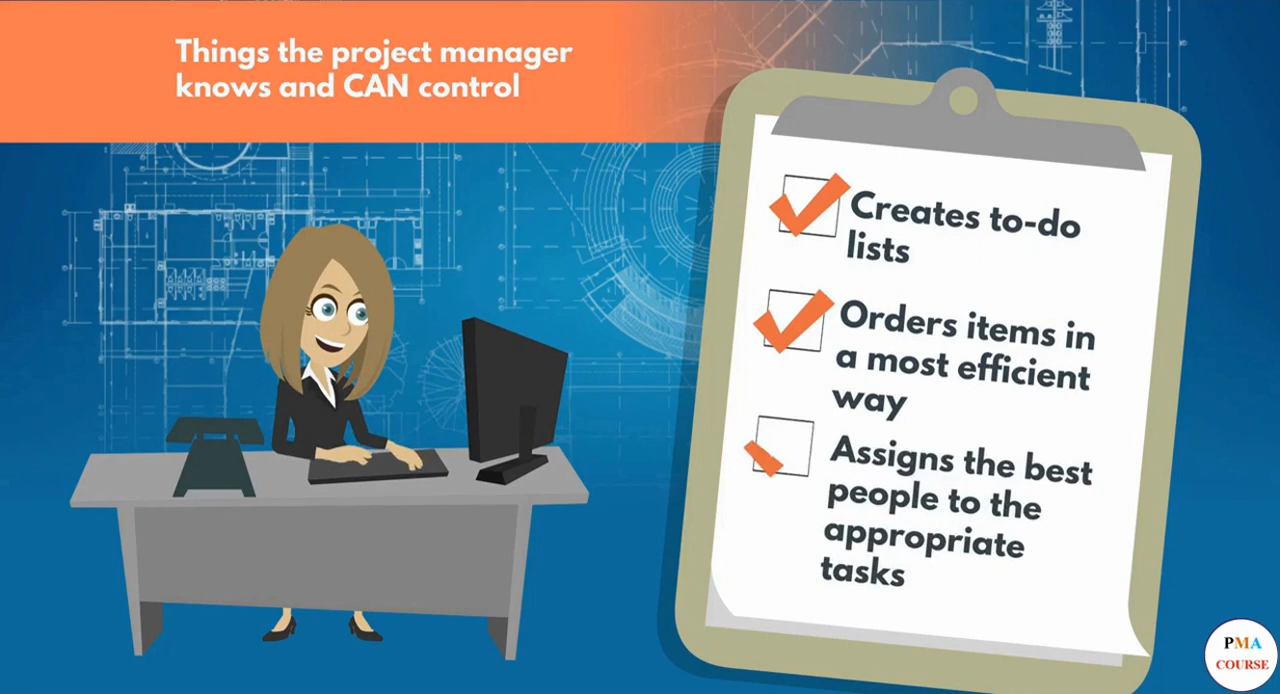 Things the project manager
knows and CAN control
Creates to-do
lists
Orders items in
a most efficient
way
Assigns the best
people to the
appropriate
tasks
PMA
COURSE